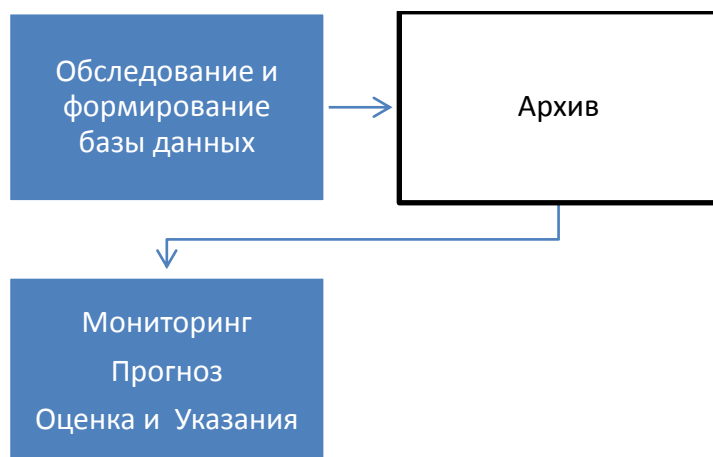 Обследование и
формирование
базы данных
Архив
Мониторинг
Прогноз
Оценка и Указания